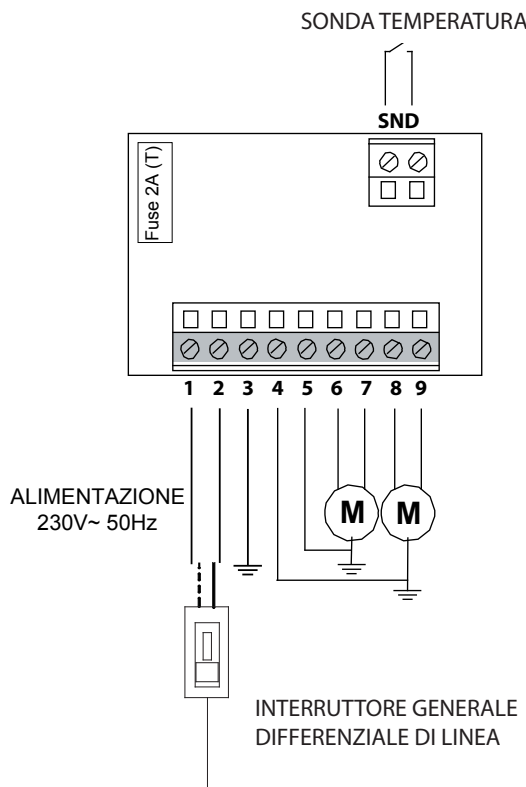 SONDA TEMPERATURA
SND
Fuse 2A (T)
1 2 3 4 5 6 7 8 9
ALIMENTAZIONE
230V~ 50Hz
M M
INTERRUTTORE GENERALE
DIFFERENZIALE DI LINEA